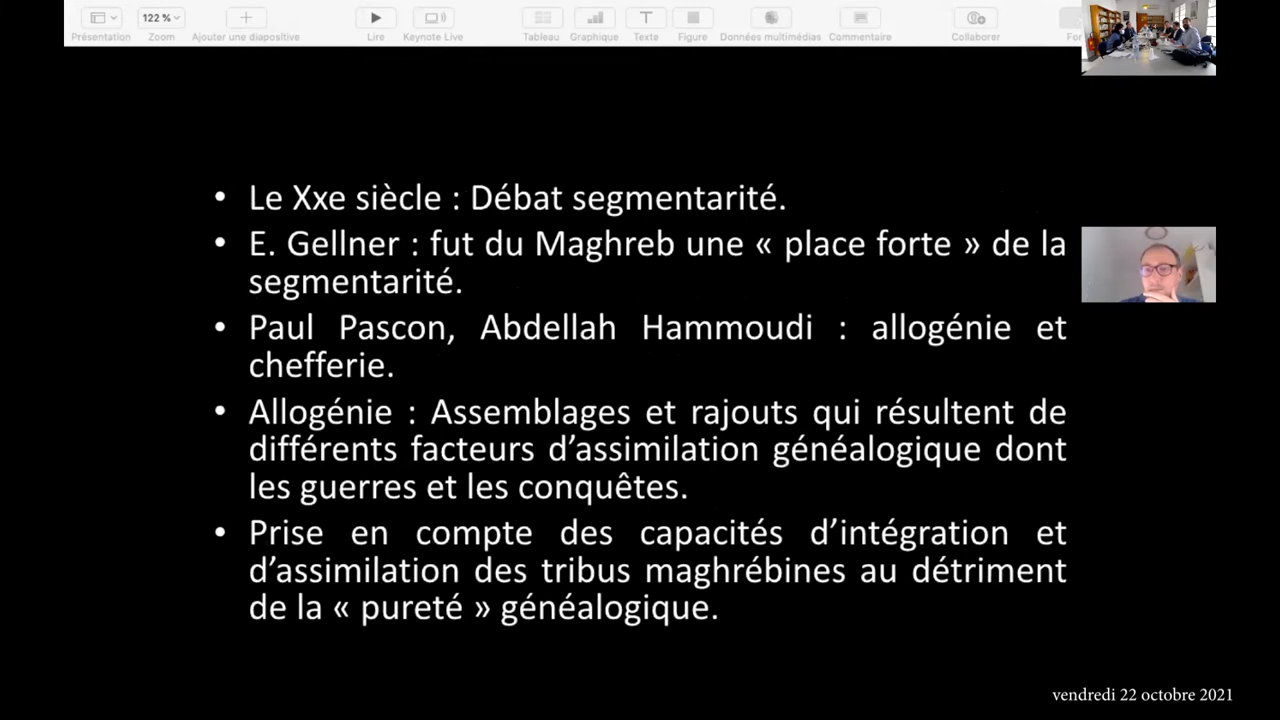 122 %
Présentation Zoom Ajouter une diapositive Lire Keynote Live Tableau Graphique Texte Figure Données multimédias Commentaire Collaborer For
• Le Xxe siècle : Débat segmentarité.
• E. Gellner : fut du Maghreb une « place forte » de la
segmentarité.
• Paul Pascon, Abdellah Hammoudi : allogénie et
chefferie.
• Allogénie : Assemblages et rajouts qui résultent de
différents facteurs d’assimilation généalogique dont
les guerres et les conquêtes.
• Prise en compte des capacités d’intégration et
d’assimilation des tribus maghrébines au détriment
de la « pureté » généalogique.
vendredi 22 octobre 2021